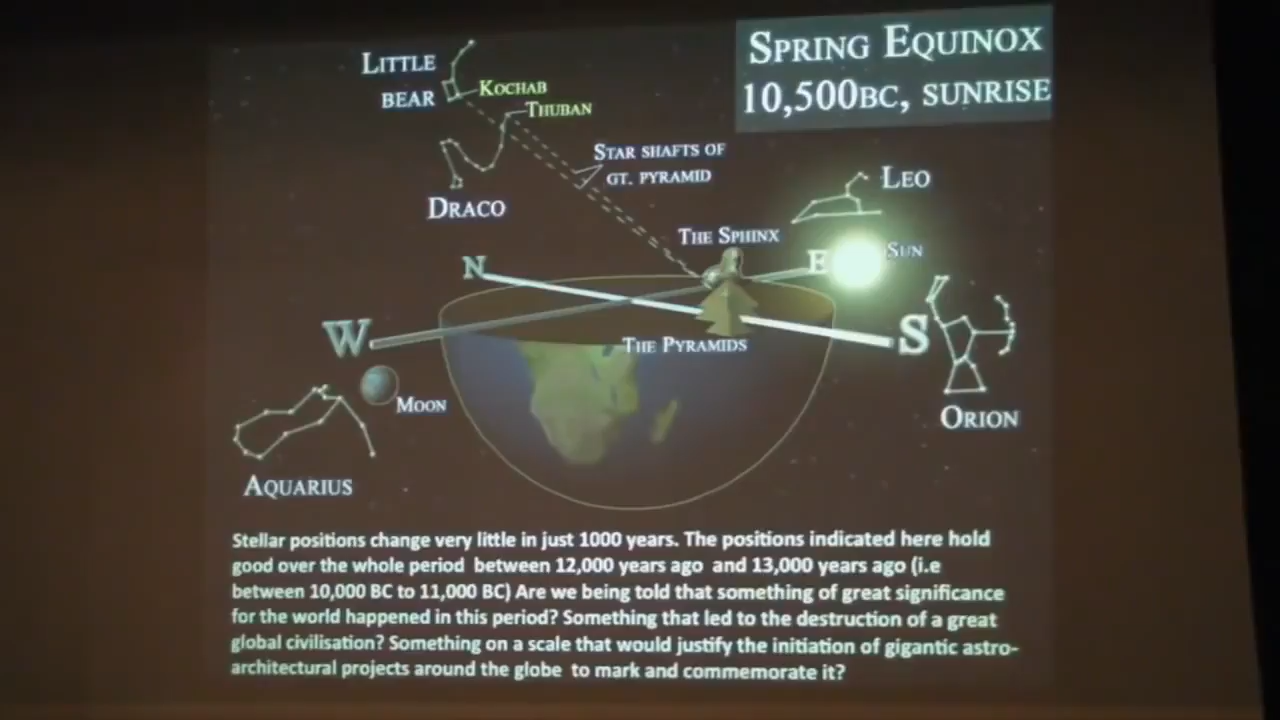 SPRING EQUINOX
10,500BC, SUNRISE
LITTLE
BEAR
KOCHAB
THUBAN
STAR SHAFTS OF
GT. PYRAMID
DRACO
LEO
THE SPHINX
SUN
N
E
W
S
THE PYRAMIDS
MOON
ORION
AQUARIUS
Stellar positions change very little in just 1000 years. The positions indicated here hold
good over the whole period between 12,000 years ago and 13,000 years ago (i.e
between 10,000 BC to 11,000 BC) Are we being told that something of great significance
for the world happened in this period? Something that led to the destruction of a great
global civilisation? Something on a scale that would justify the initiation of gigantic astro-
architectural projects around the globe to mark and commemorate it?